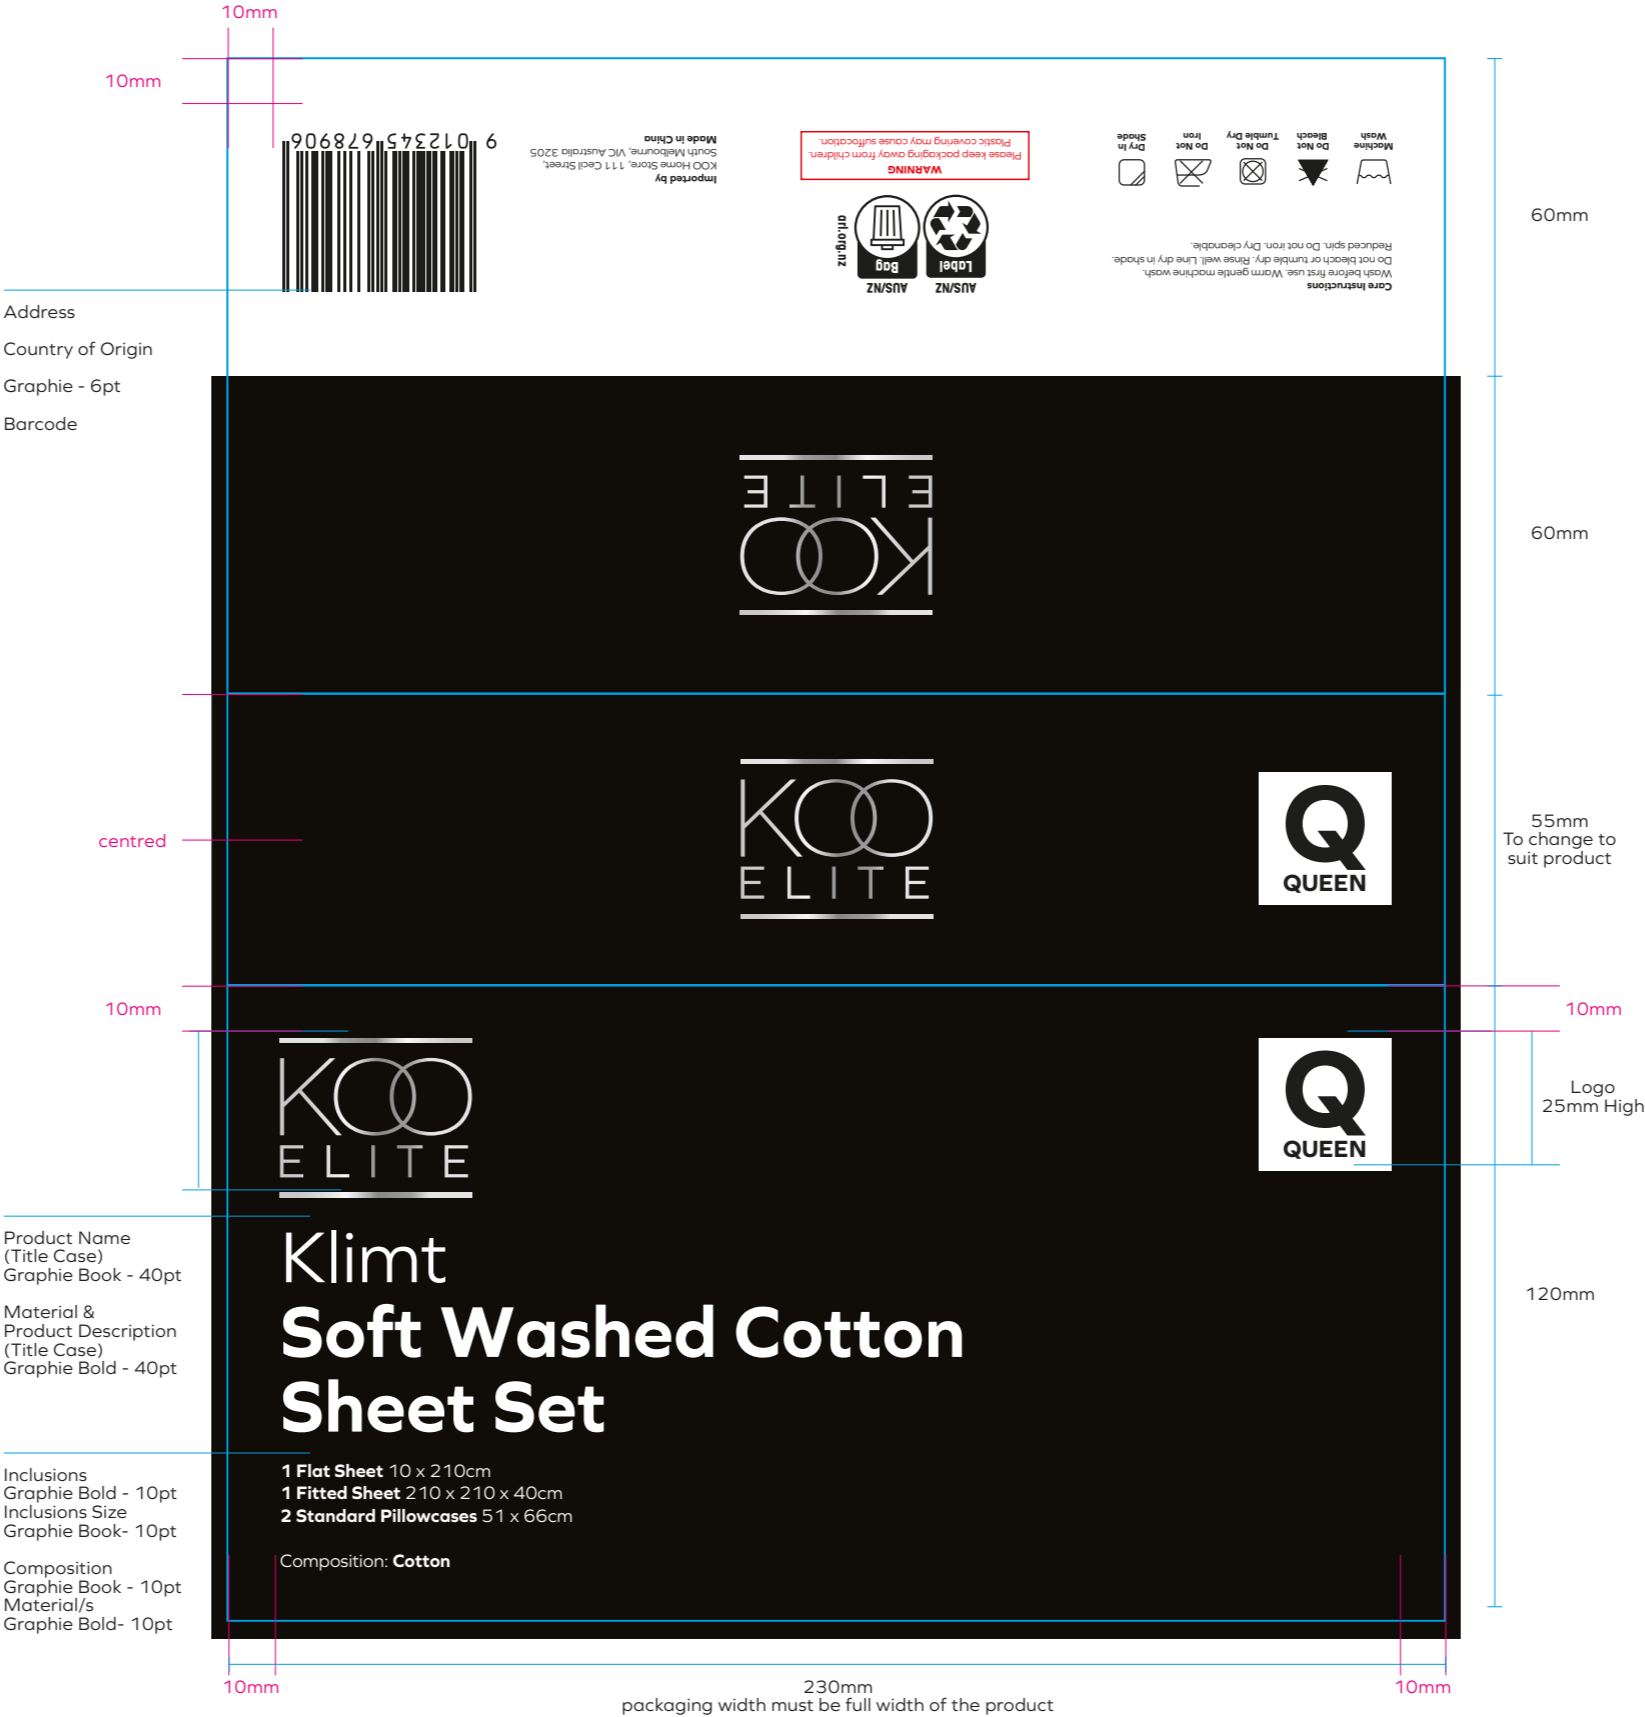 10mm
10mm
9 012345 678906
Imported by
KOO Home Store, 111 Cecil Street,
South Melbourne, VIC Australia 3205
Made in China
WARNING
Please keep packaging away from children.
Plastic covering may cause suffocation.
AUS/NZ
Label
AUS/NZ
Bag
arl.org.nz
Care Instructions
Wash before first use. Warm gentle machine wash.
Do not bleach or tumble dry. Rinse well. Line dry in shade.
Reduced spin. Do not iron. Dry cleanable.
Machine
Wash
Do Not
Bleach
Do Not
Tumble Dry
Do Not
Iron
Dry In
Shade
60mm
Address
Country of Origin
Graphie - 6pt
Barcode
KOO
ELITE
60mm
centred
KOO
ELITE
Q
QUEEN
55mm
To change to
suit product
10mm
10mm
KOO
ELITE
Q
QUEEN
Logo
25mm High
Product Name
(Title Case)
Graphie Book - 40pt
Material &
Product Description
(Title Case)
Graphie Bold - 40pt
Klimt
Soft Washed Cotton
Sheet Set
120mm
Inclusions
Graphie Bold - 10pt
Inclusions Size
Graphie Book- 10pt
Composition
Graphie Book - 10pt
Material/s
Graphie Bold- 10pt
1 Flat Sheet 10 x 210cm
1 Fitted Sheet 210 x 210 x 40cm
2 Standard Pillowcases 51 x 66cm
Composition: Cotton
10mm
230mm
packaging width must be full width of the product
10mm